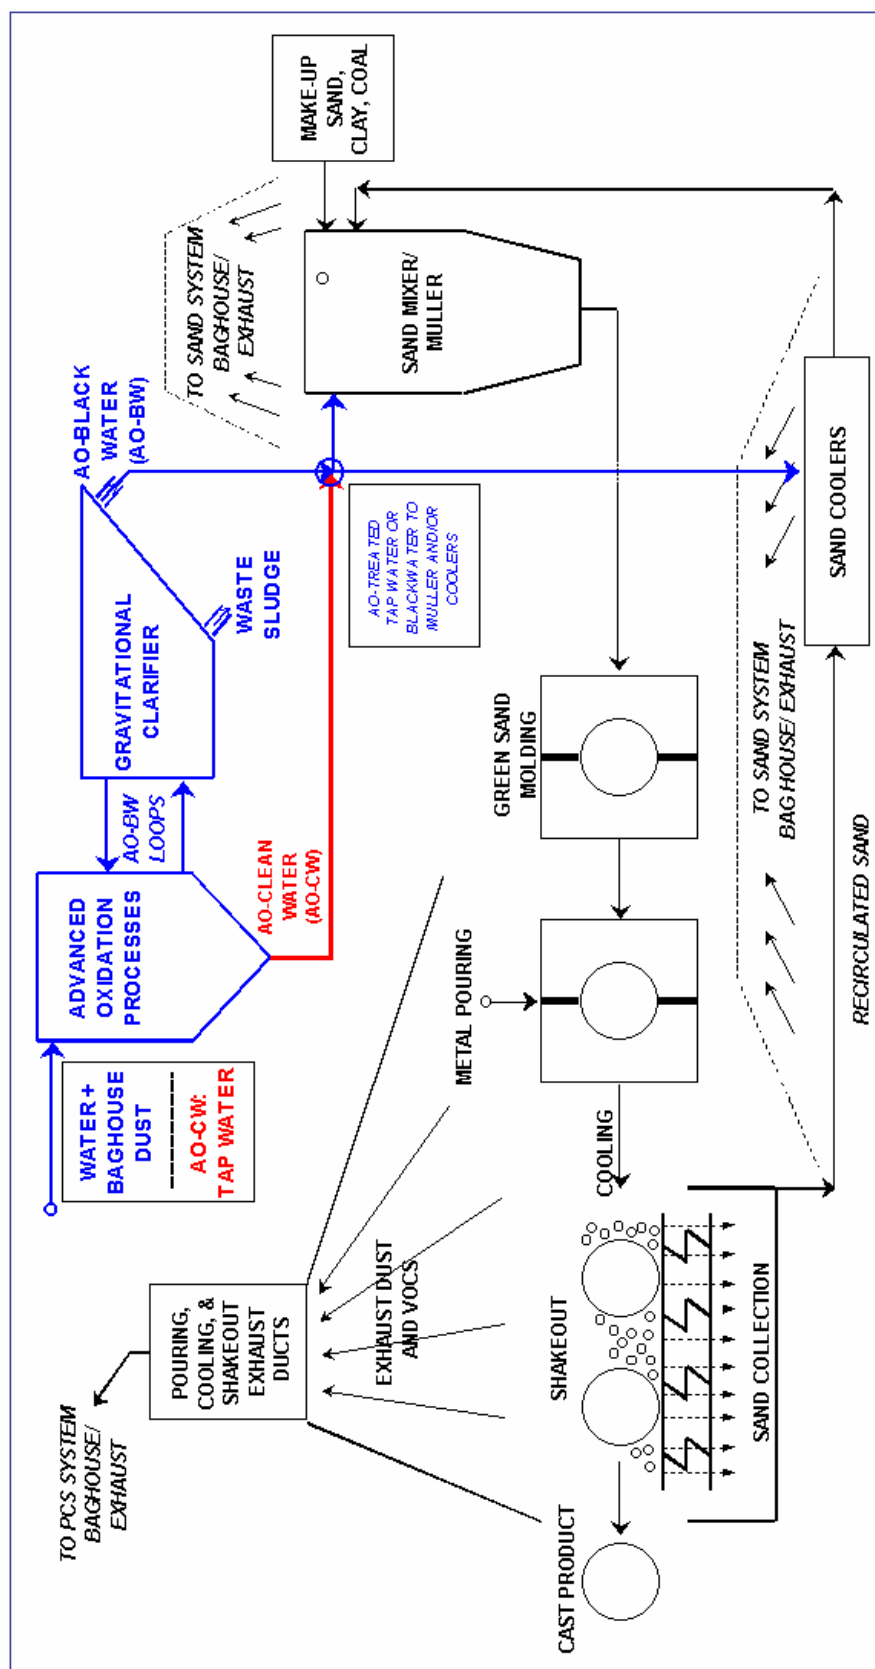 TO PCS SYSTEM
BAGHOUSE/
EXHAUST
POURING,
COOLING, &
SHAKEOUT
EXHAUST
DUCTS
WATER +
BAGHOUSE
DUST
AO-CW:
TAP WATER
ADVANCED
OXIDATION
PROCESSES
AO-BW
LOOPS
GRAVITATIONAL
CLARIFIER
AO-BLACK
WATER
(AO-BW)
WASTE
SLUDGE
AO-CLEAN
WATER
(AO-CW)
AO-TREATED
TAP WATER OR
BLACKWATER TO
MULLER AND/OR
COOLERS
TO SAND SYSTEM
BAGHOUSE/
EXHAUST
MAKE-UP
SAND,
CLAY, COAL
SAND MIXER/
MULLER
EXHAUST DUST
AND VOCS
METAL POURING
GREEN SAND
MOLDING
CAST PRODUCT
SHAKEOUT
COOLING
SAND COLLECTION
TO SAND SYSTEM
BAG HOUSE/ EXHAUST
SAND COOLERS
RECIRCULATED SAND